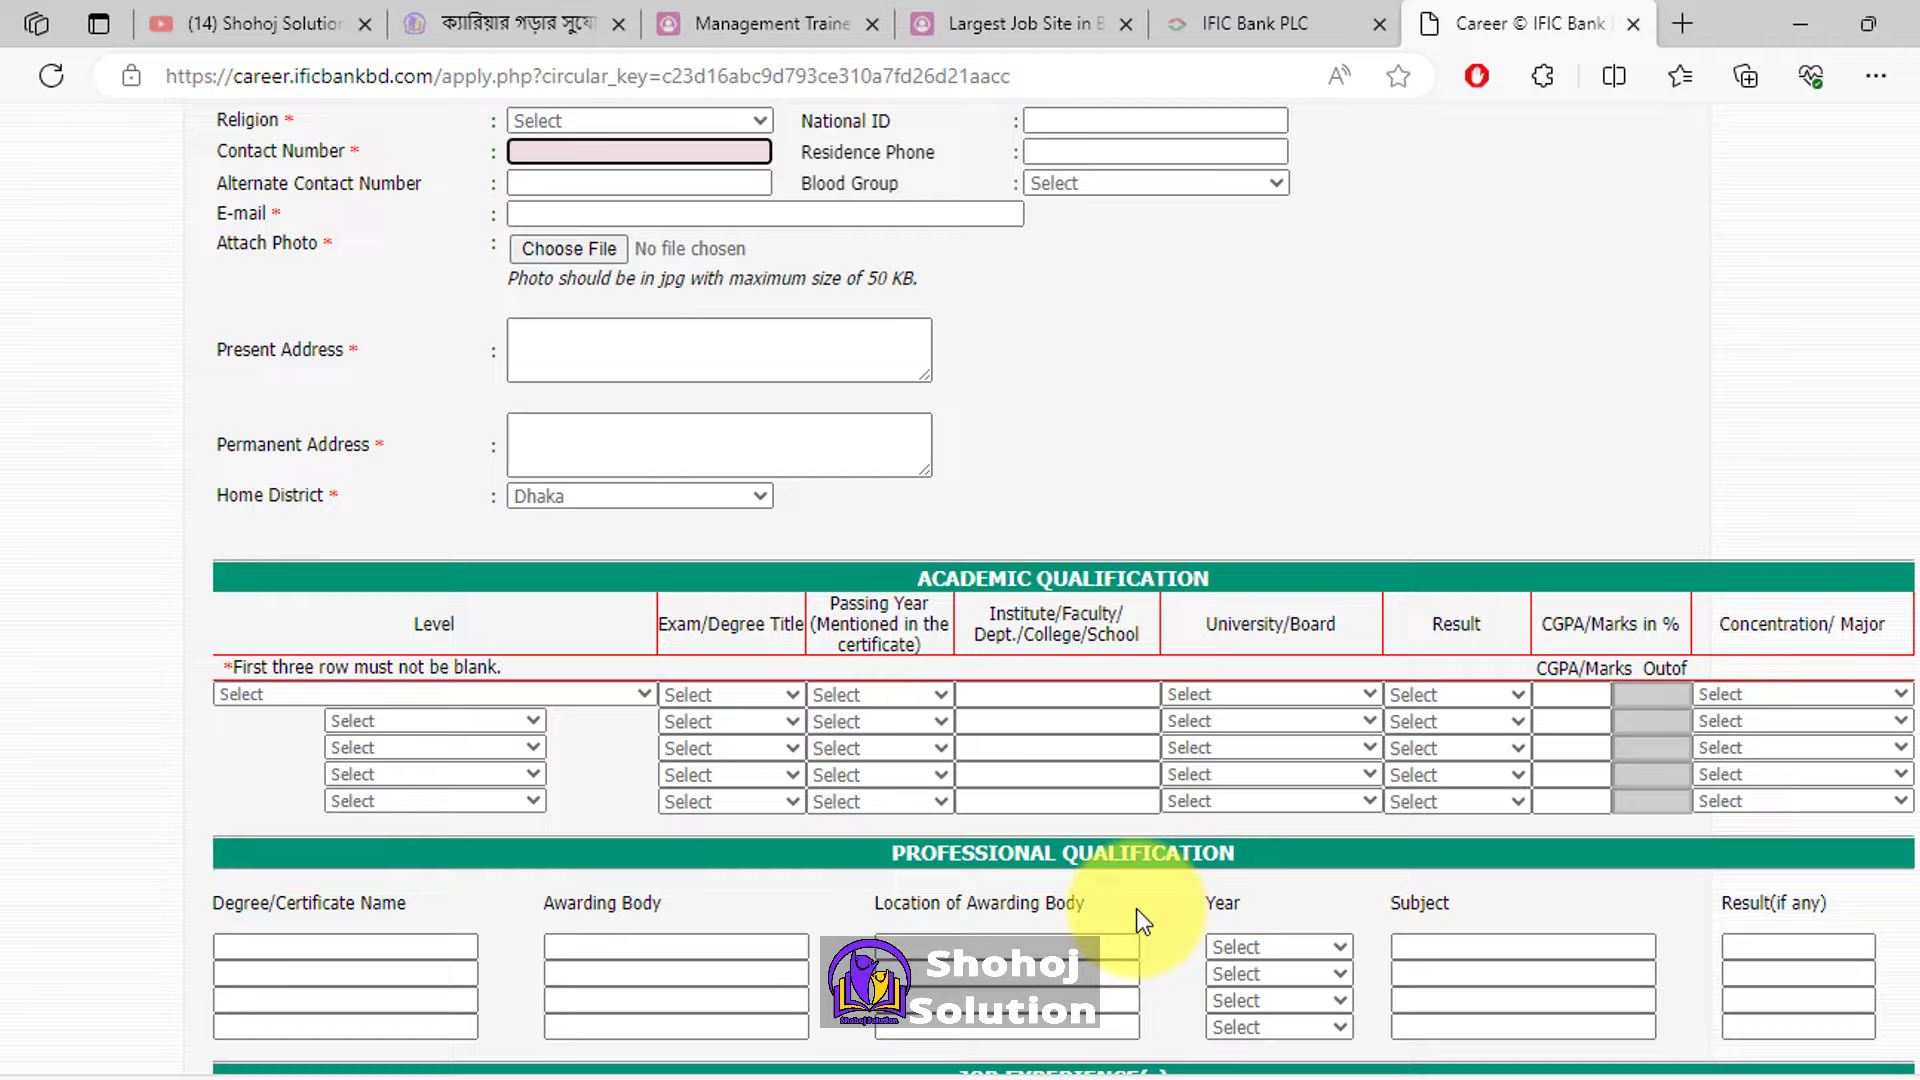 (14) Shohoj Solution
ক্যারিয়ার গড়ার সুযো
Management Traine
Largest Job Site in B
IFIC Bank PLC
Career © IFIC Bank
https://career.ificbankbd.com/apply.php?circular_key=c23d16abc9d793ce310a7fd26d21aacc
Religion * : Select National ID :
Contact Number * : Residence Phone :
Alternate Contact Number : Blood Group : Select
E-mail * :
Attach Photo * : Choose File No file chosen
Photo should be in jpg with maximum size of 50 KB.
Present Address * :
Permanent Address * :
Home District * : Dhaka
ACADEMIC QUALIFICATION
Level Exam/Degree Title Passing Year (Mentioned in the certificate) Institute/Faculty/ Dept./College/School University/Board Result CGPA/Marks in % Concentration/ Major
*First three row must not be blank. CGPA/Marks Outof
Select Select Select Select Select Select
Select Select Select Select Select Select
Select Select Select Select Select Select
Select Select Select Select Select Select
Select Select Select Select Select Select
PROFESSIONAL QUALIFICATION
Degree/Certificate Name Awarding Body Location of Awarding Body Year Subject Result(if any)
Select
Select
Select
Select
Shohoj
Solution
Shohoj Solution